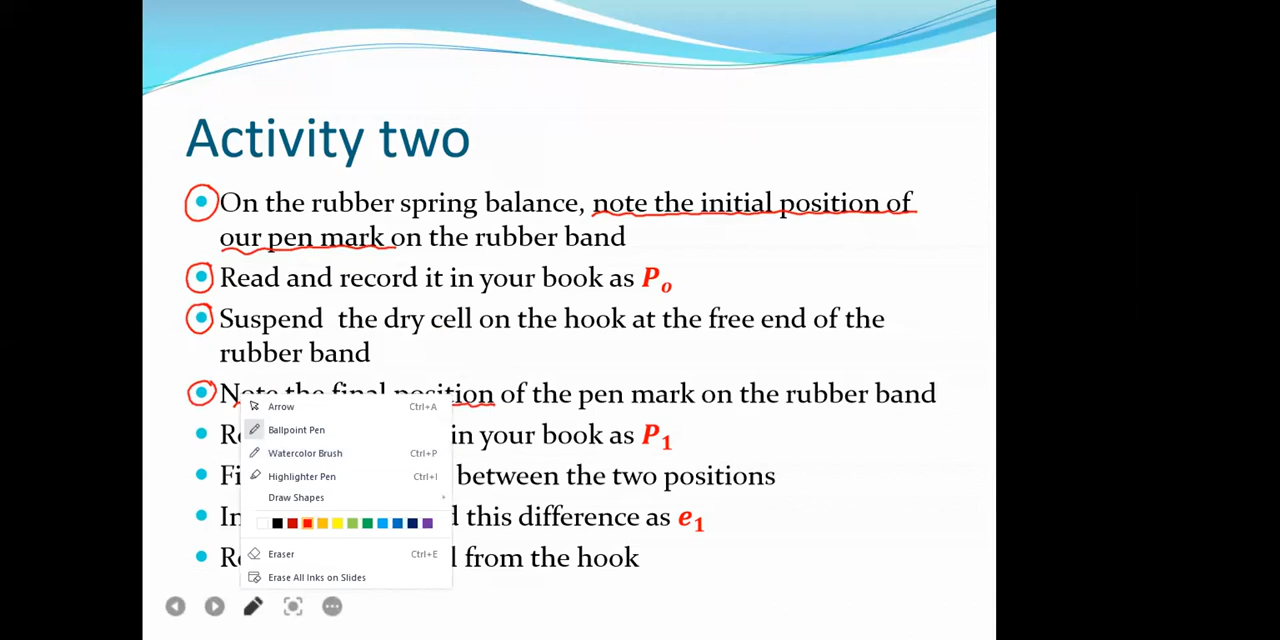 Activity two
On the rubber spring balance, note the initial position of
our pen mark on the rubber band
Read and record it in your book as P₀
Suspend the dry cell on the hook at the free end of the
rubber band
Note the final position of the pen mark on the rubber band
Arrow Ctrl+A
Ballpoint Pen
in your book as P₁
Watercolor Brush Ctrl+P
Highlighter Pen Ctrl+I
between the two positions
Draw Shapes
this difference as e₁
Eraser Ctrl+E
from the hook
Erase All Inks on Slides